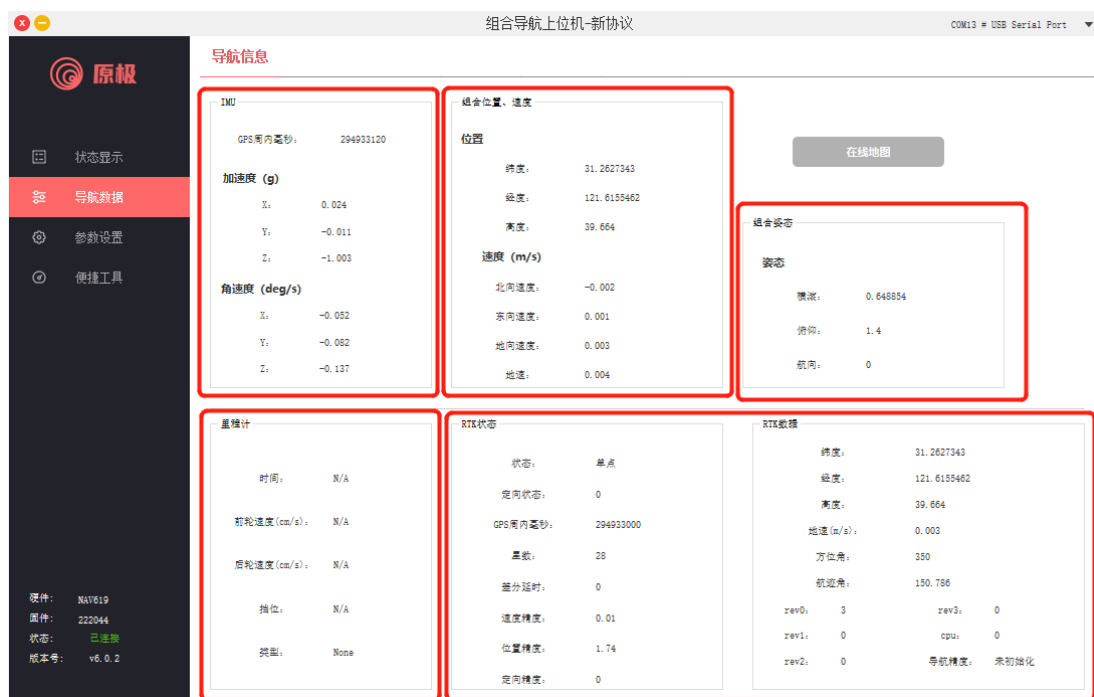 组合导航上位机-新协议
COM13 # USB Serial Port
原极
状态显示
导航数据
参数设置
便捷工具
硬件: NAV619
固件: 222044
状态: 已连接
版本号: v6.0.2
导航信息
IMU
GPS周内毫秒: 294933120
加速度 (g)
X: 0.024
Y: -0.011
Z: -1.003
角速度 (deg/s)
X: -0.052
Y: -0.082
Z: -0.137
组合位置、速度
位置
纬度: 31.2627343
经度: 121.6155462
高度: 39.664
速度 (m/s)
北向速度: -0.002
东向速度: 0.001
地向速度: 0.003
地速: 0.004
在线地图
组合姿态
姿态
横滚: 0.648854
俯仰: 1.4
航向: 0
里程计
时间: N/A
前轮速度(cm/s): N/A
后轮速度(cm/s): N/A
挡位: N/A
类型: None
RTK状态
状态: 单点
定向状态: 0
GPS周内毫秒: 294933000
星数: 28
差分延时: 0
速度精度: 0.01
位置精度: 1.74
定向精度: 0
RTK数据
纬度: 31.2627343
经度: 121.6155462
高度: 39.664
地速(m/s): 0.003
方位角: 350
航迹角: 150.786
rev0: 3 rev3: 0
rev1: 0 cpu: 0
rev2: 0 导航精度: 未初始化